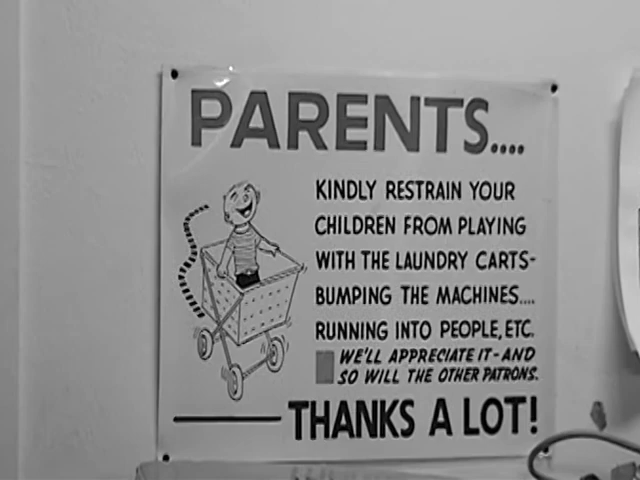 PARENTS....
KINDLY RESTRAIN YOUR
CHILDREN FROM PLAYING
WITH THE LAUNDRY CARTS-
BUMPING THE MACHINES....
RUNNING INTO PEOPLE, ETC.
WE'LL APPRECIATE IT-AND
SO WILL THE OTHER PATRONS.
THANKS A LOT!